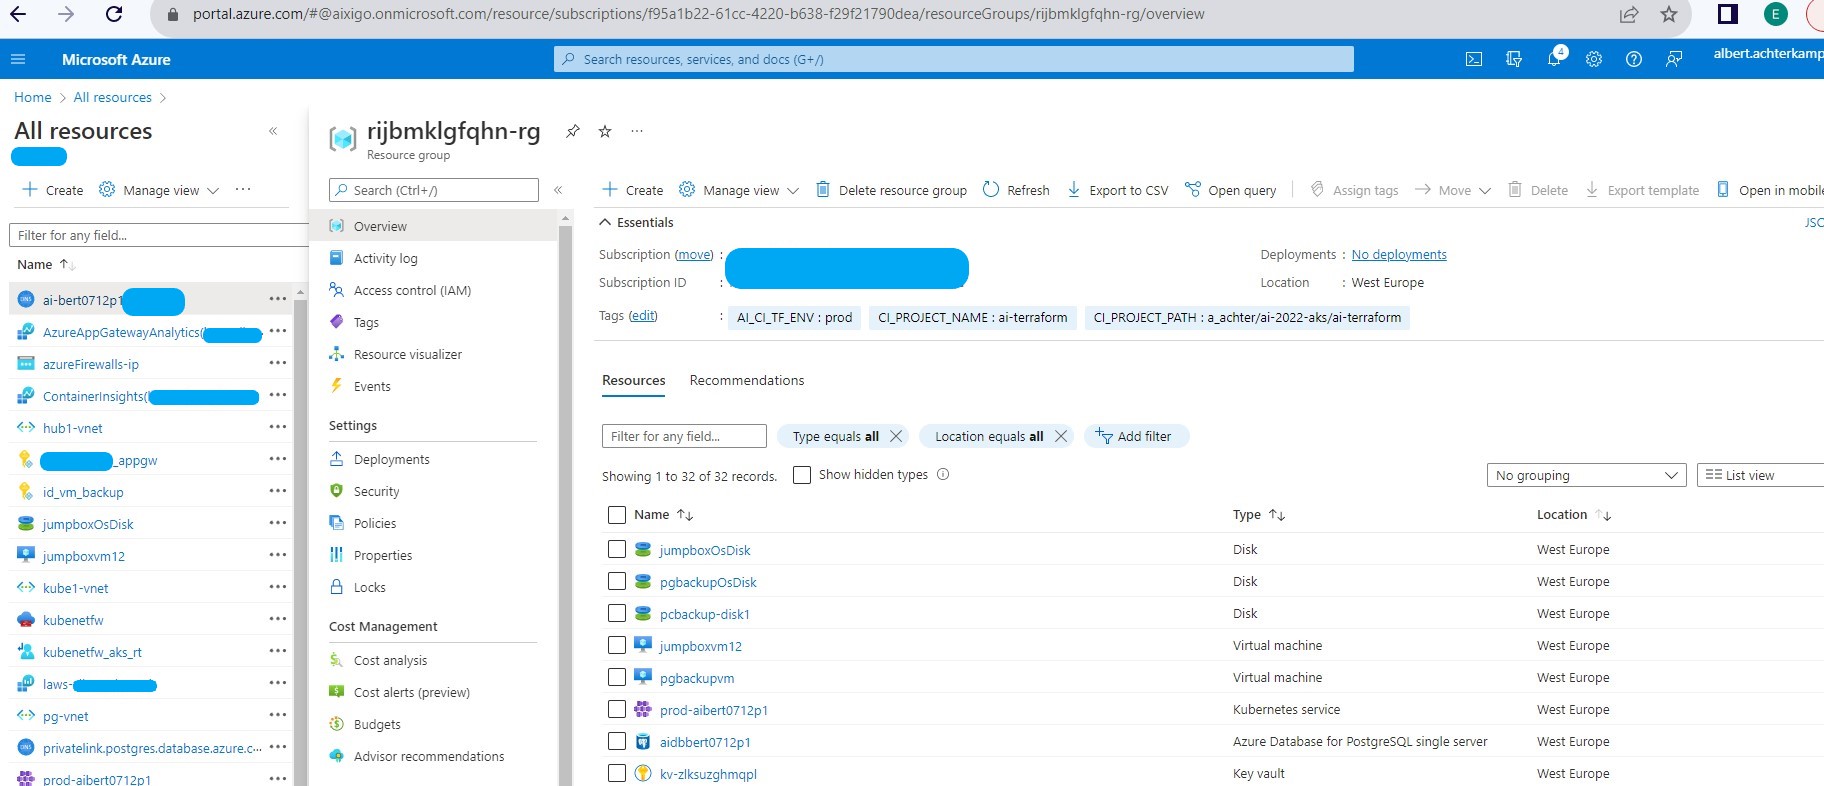 portal.azure.com/#@aixigo.onmicrosoft.com/resource/subscriptions/f95a1b22-61cc-4220-b638-f29f21790dea/resourceGroups/rijbmklgfqhn-rg/overview
E
Microsoft Azure
Search resources, services, and docs (G+/)
4
albert.achterkamp
Home > All resources >
All resources
Create
Manage view
Filter for any field...
Name
ai-bert0712p1
AzureAppGatewayAnalytics(
azureFirewalls-ip
ContainerInsights(
hub1-vnet
_appgw
id_vm_backup
jumpboxOsDisk
jumpboxvm12
kube1-vnet
kubenetfw
kubenetfw_aks_rt
laws-
pg-vnet
privatelink.postgres.database.azure.c...
prod-aibert0712p1
rijbmklgfqhn-rg
Resource group
Search (Ctrl+/)
Overview
Activity log
Access control (IAM)
Tags
Resource visualizer
Events
Settings
Deployments
Security
Policies
Properties
Locks
Cost Management
Cost analysis
Cost alerts (preview)
Budgets
Advisor recommendations
Create Manage view Delete resource group Refresh Export to CSV Open query Assign tags Move Delete Export template Open in mobile
Essentials
JSO
Subscription (move) :
Deployments : No deployments
Subscription ID :
Location : West Europe
Tags (edit) : AI_CI_TF_ENV : prod CI_PROJECT_NAME : ai-terraform CI_PROJECT_PATH : a_achter/ai-2022-aks/ai-terraform
Resources Recommendations
Filter for any field... Type equals all Location equals all Add filter
Showing 1 to 32 of 32 records. Show hidden types
No grouping List view
Name Type Location
jumpboxOsDisk Disk West Europe
pgbackupOsDisk Disk West Europe
pcbackup-disk1 Disk West Europe
jumpboxvm12 Virtual machine West Europe
pgbackupvm Virtual machine West Europe
prod-aibert0712p1 Kubernetes service West Europe
aidbbert0712p1 Azure Database for PostgreSQL single server West Europe
kv-zlksuzghmqpl Key vault West Europe